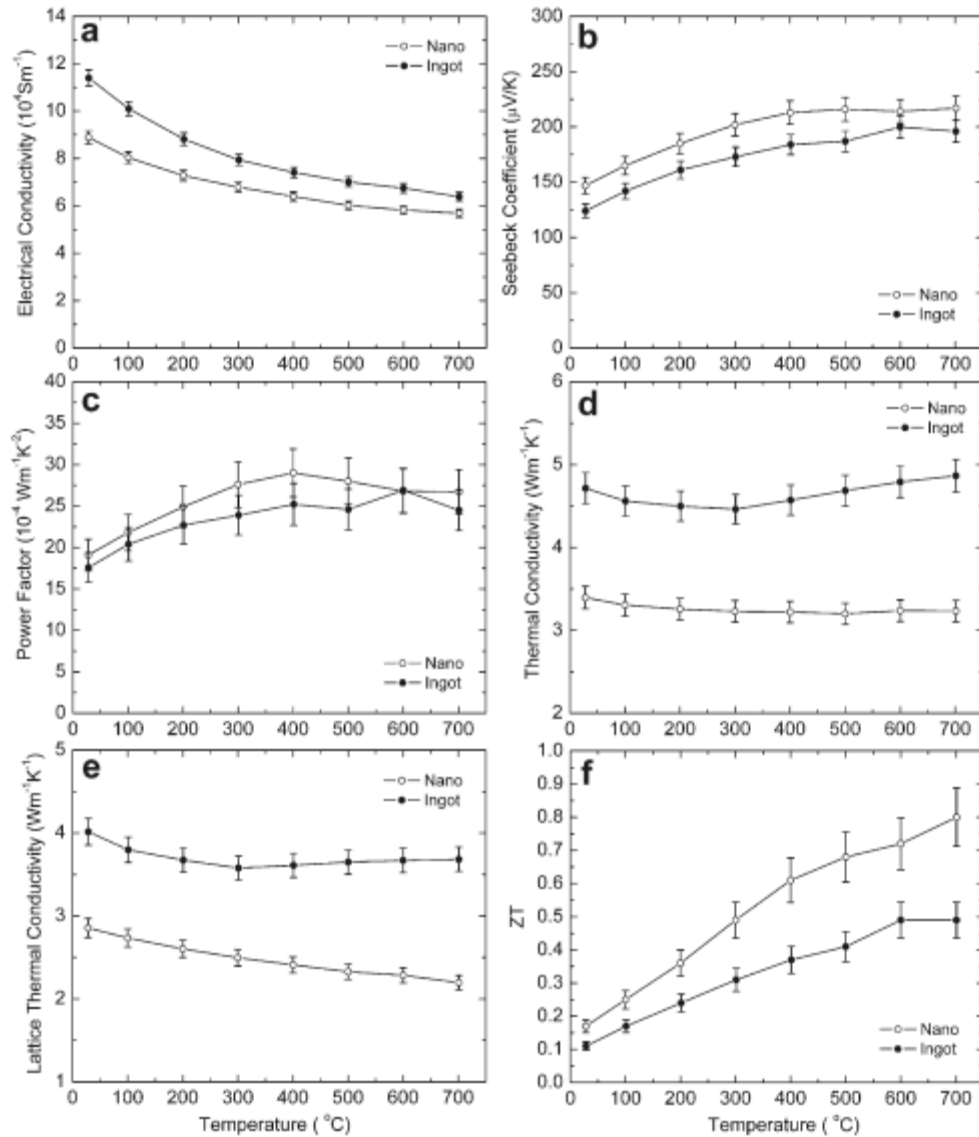 a
Nano
Ingot
Electrical Conductivity (10⁴Sm⁻¹)
14
12
10
8
6
4
2
0
0 100 200 300 400 500 600 700
b
Nano
Ingot
Seebeck Coefficient (μV/K)
300
250
200
150
100
50
0
0 100 200 300 400 500 600 700
c
Nano
Ingot
Power Factor (10⁻⁴ Wm⁻¹K⁻²)
40
35
30
25
20
15
10
5
0
0 100 200 300 400 500 600 700
d
Nano
Ingot
Thermal Conductivity (Wm⁻¹K⁻¹)
6
5
4
3
2
0 100 200 300 400 500 600 700
e
Nano
Ingot
Lattice Thermal Conductivity (Wm⁻¹K⁻¹)
5
4
3
2
1
0 100 200 300 400 500 600 700
Temperature ( °C)
f
Nano
Ingot
ZT
1.0
0.9
0.8
0.7
0.6
0.5
0.4
0.3
0.2
0.1
0.0
0 100 200 300 400 500 600 700
Temperature ( °C)